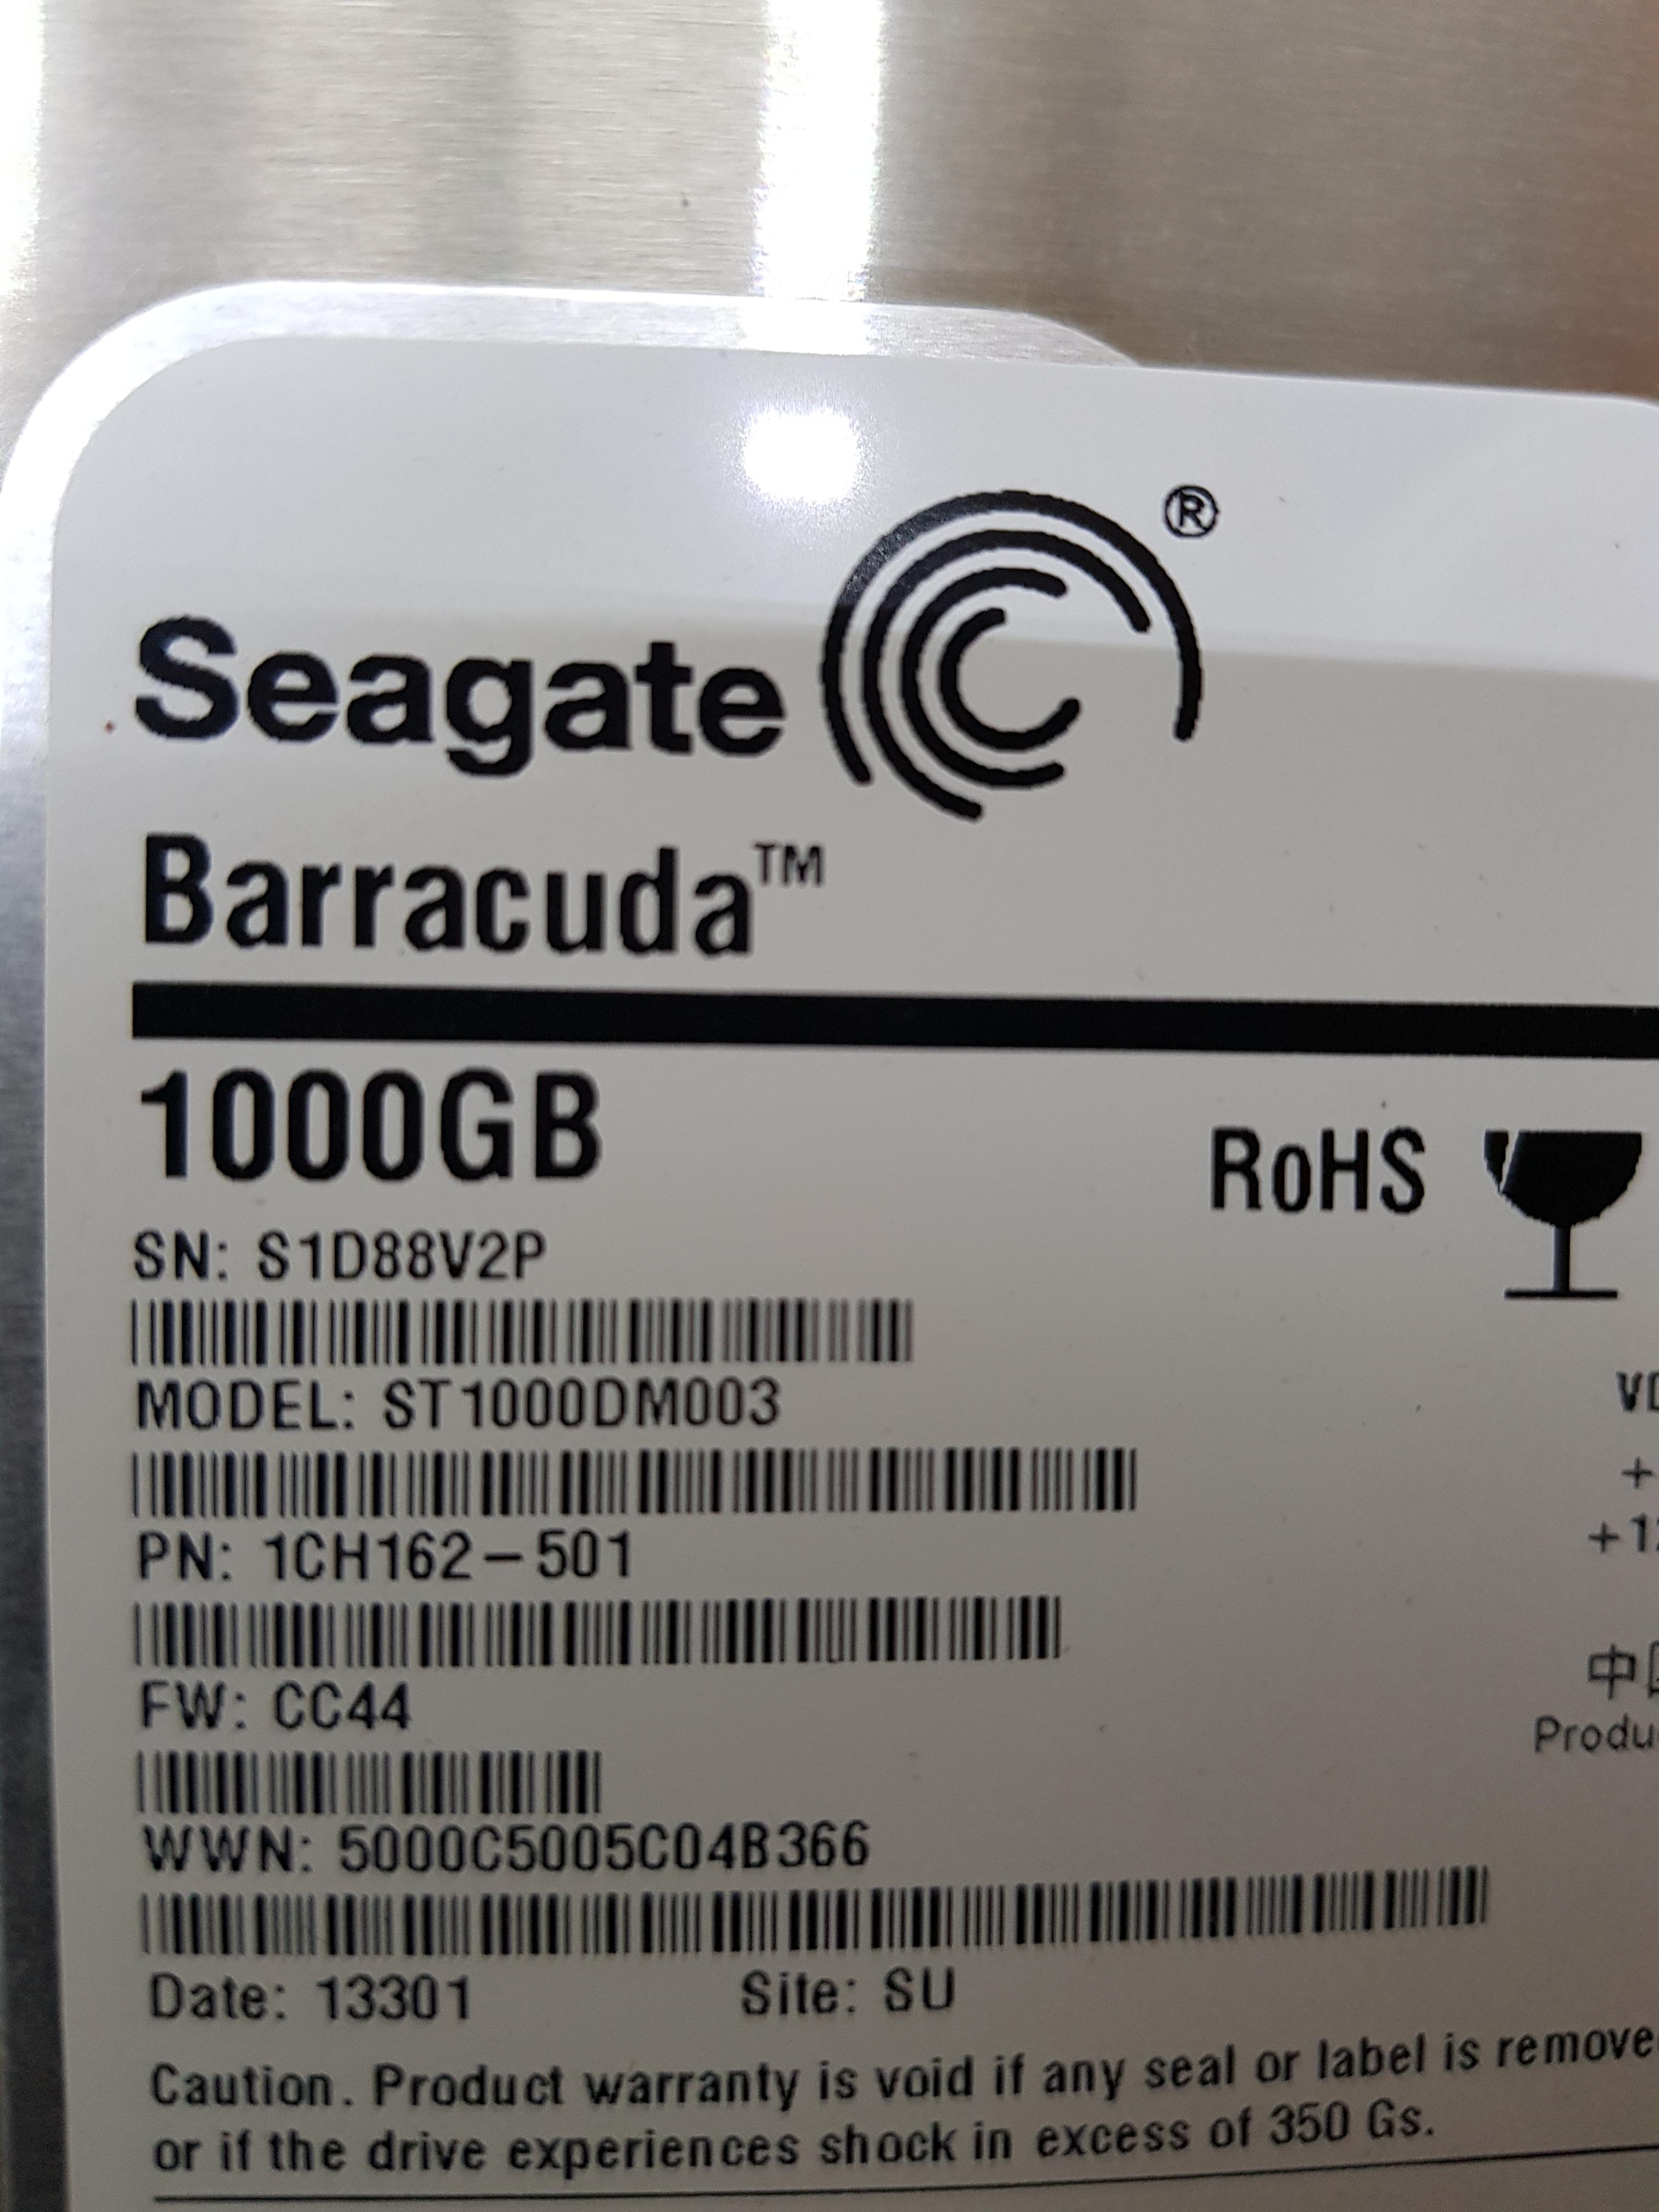 Seagate ®
Barracuda™
1000GB
RoHS
SN: S1D88V2P
MODEL: ST1000DM003
PN: 1CH162-501
FW: CC44
中
WWN: 5000C5005C04B366
Date: 13301 Site: SU
Caution. Product warranty is void if any seal or label is
or if the drive experiences shock in excess of 350 Gs.